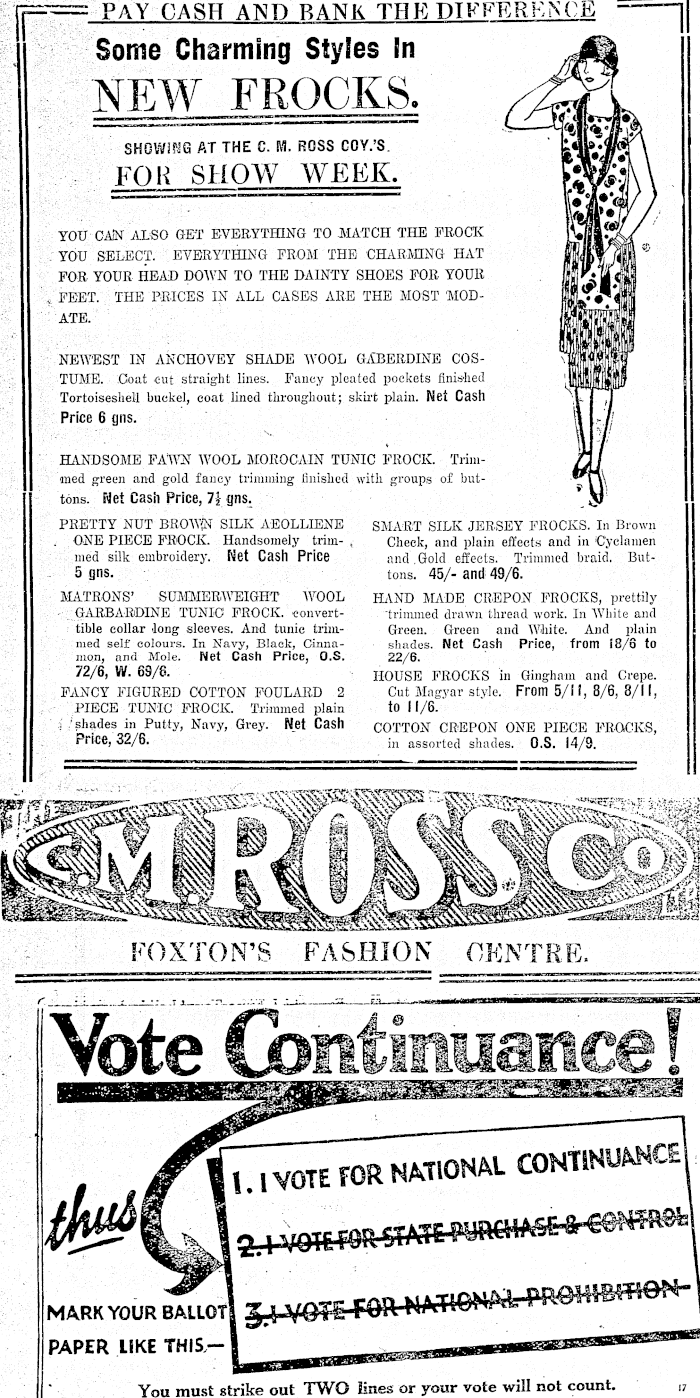 PAY CASH AND BANK THE DIFFERENCE
Some Charming Styles In
NEW FROCKS.
SHOWING AT THE C. M. ROSS COY.'S
FOR SHOW WEEK.
YOU CAN ALSO GET EVERYTHING TO MATCH THE FROCK
YOU SELECT. EVERYTHING FROM THE CHARMING HAT
FOR YOUR HEAD DOWN TO THE DAINTY SHOES FOR YOUR
FEET. THE PRICES IN ALL CASES ARE THE MOST MOD-
ATE.
NEWEST IN ANCHOVEY SHADE WOOL GABERDINE COS-
TUME. Coat cut straight lines. Fancy pleated pockets finished
Tortoiseshell buckel, coat lined throughout; skirt plain. Net Cash
Price 6 gns.
HANDSOME FAWN WOOL MOROCAIN TUNIC FROCK. Trim-
med green and gold fancy trimming finished with groups of but-
tons. Net Cash Price, 7½ gns.
PRETTY NUT BROWN SILK AEOLLIENE
ONE PIECE FROCK. Handsomely trim-
med silk embroidery. Net Cash Price
5 gns.
MATRONS' SUMMERWEIGHT WOOL
GARBARDINE TUNIC FROCK. convert-
tible collar long sleeves. And tunic trim-
med self colours. In Navy, Black, Cinna-
mon, and Mole. Net Cash Price, O.S.
72/6, W. 69/6.
FANCY FIGURED COTTON FOULARD 2
PIECE TUNIC FROCK. Trimmed plain
shades in Putty, Navy, Grey. Net Cash
Price, 32/6.
SMART SILK JERSEY FROCKS. In Brown
Check, and plain effects and in Cyclamen
and Gold effects. Trimmed braid. But-
tons. 45/- and 49/6.
HAND MADE CREPON FROCKS, prettily
trimmed drawn thread work. In White and
Green. Green and White. And plain
shades. Net Cash Price, from 18/6 to
22/6.
HOUSE FROCKS in Gingham and Crepe.
Cut Magyar style. From 5/11, 8/6, 8/11,
to 11/6.
COTTON CREPON ONE PIECE FROCKS,
in assorted shades. O.S. 14/9.
C.M. ROSS Co
FOXTON'S FASHION CENTRE.
Vote Continuance!
thus
1. I VOTE FOR NATIONAL CONTINUANCE
2. I VOTE FOR STATE PURCHASE & CONTROL
3. I VOTE FOR NATIONAL PROHIBITION
MARK YOUR BALLOT
PAPER LIKE THIS—
You must strike out TWO lines or your vote will not count.
17